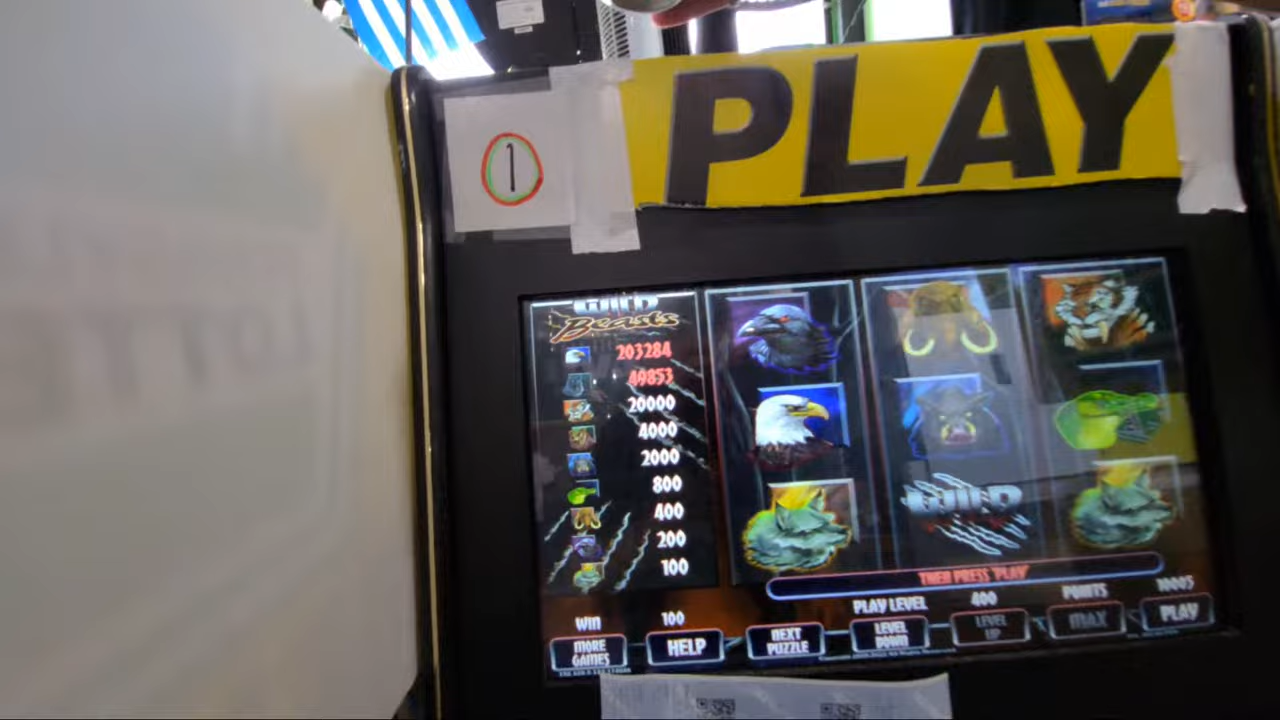 PLAY
1
WILD
Beasts
203284
49853
20000
4000
2000
800
400
200
100
WILD
THEN PRESS 'PLAY'
WIN 100
PLAY LEVEL 400
POINTS 10005
MORE GAMES
HELP
NEXT PUZZLE
LEVEL DOWN
LEVEL UP
MAX
PLAY